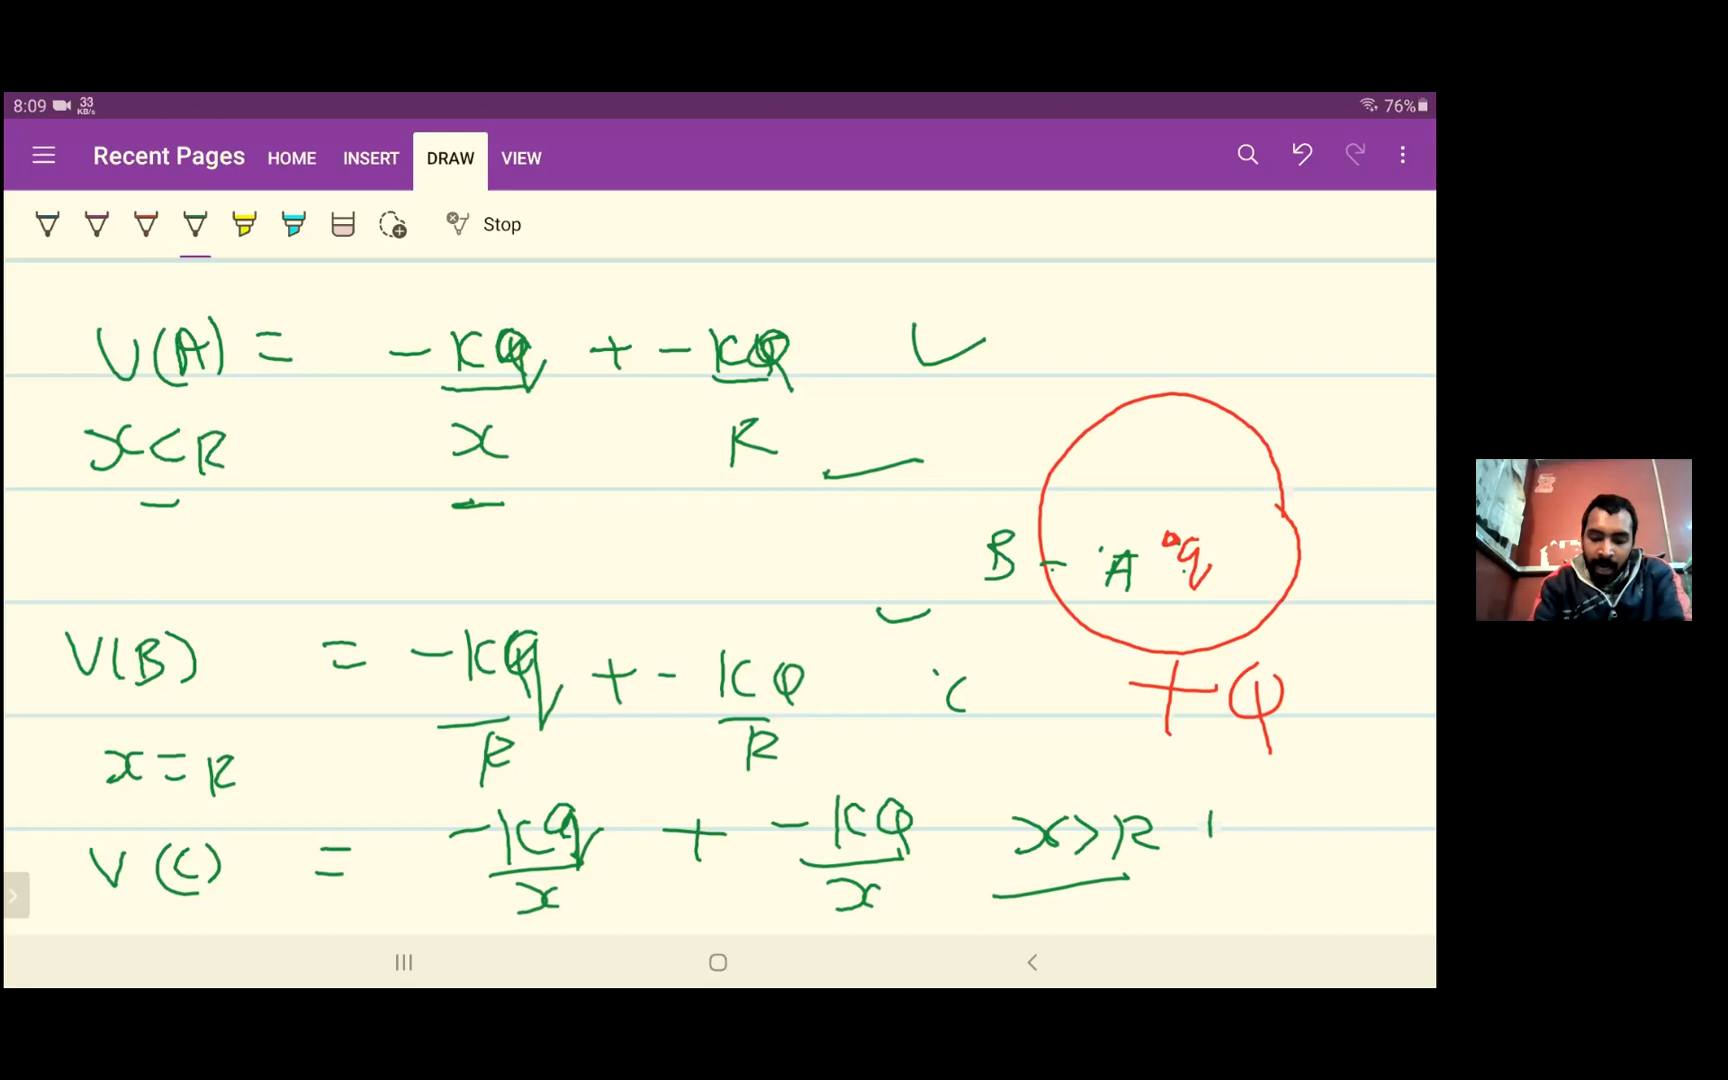 8:09 33 KB/s 76%
Recent Pages HOME INSERT DRAW VIEW
Stop
V(A) = -Kq/x + -KQ/R
x<R
B A q
V(B) = -Kq/R + -KQ/R
C
+Q
x=R
V(C) = -Kq/x + -KQ/x x>R